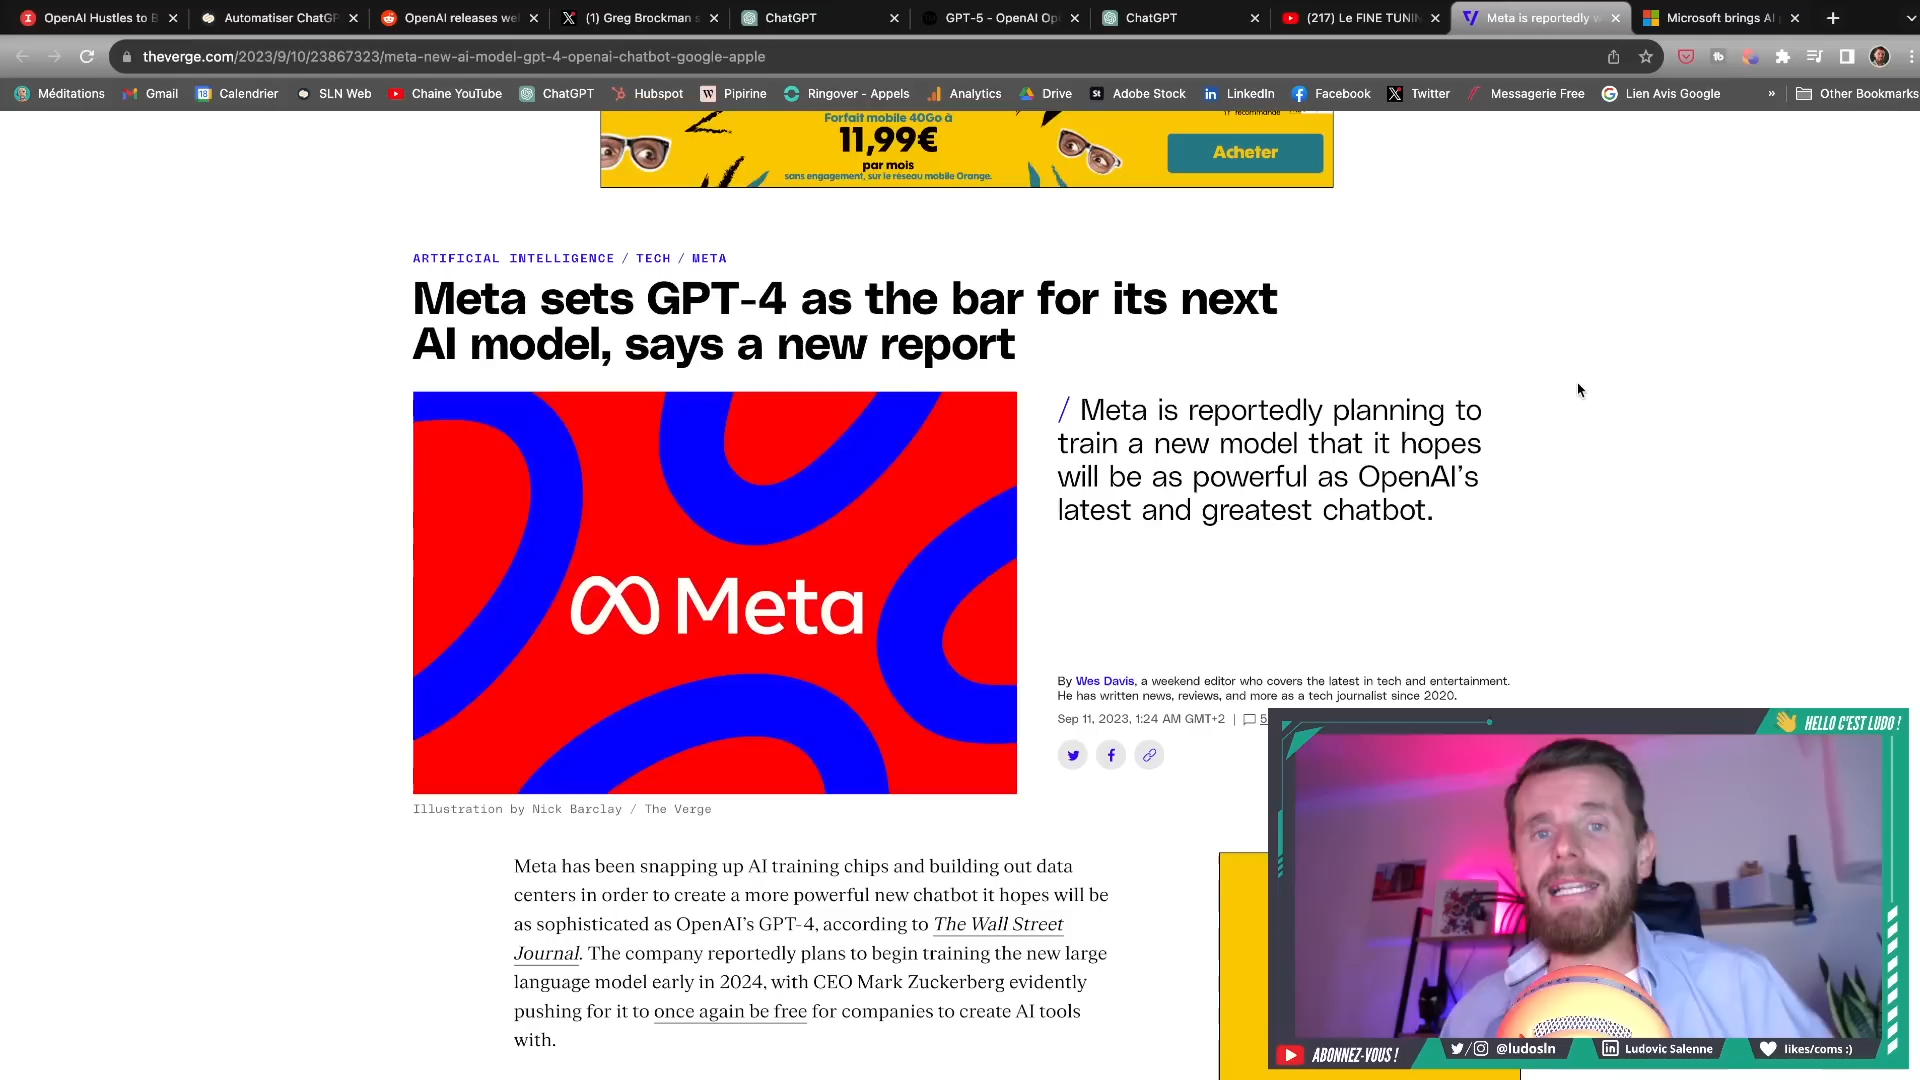 OpenAI Hustles to B
Automatiser ChatGP
OpenAI releases we
(1) Greg Brockman s
ChatGPT
GPT-5 - OpenAI Op
ChatGPT
(217) Le FINE TUNIN
Meta is reportedly w
Microsoft brings AI
theverge.com/2023/9/10/23867323/meta-new-ai-model-gpt-4-openai-chatbot-google-apple
Méditations
Gmail
Calendrier
SLN Web
Chaine YouTube
ChatGPT
Hubspot
Pipirine
Ringover - Appels
Analytics
Drive
Adobe Stock
LinkedIn
Facebook
Twitter
Messagerie Free
Lien Avis Google
»
Other Bookmarks
Forfait mobile 40Go à
11,99€
par mois
sans engagement, sur le réseau mobile Orange.
recommande
Acheter
ARTIFICIAL INTELLIGENCE / TECH / META
Meta sets GPT-4 as the bar for its next
AI model, says a new report
Meta
/ Meta is reportedly planning to
train a new model that it hopes
will be as powerful as OpenAI’s
latest and greatest chatbot.
By Wes Davis, a weekend editor who covers the latest in tech and entertainment.
He has written news, reviews, and more as a tech journalist since 2020.
Sep 11, 2023, 1:24 AM GMT+2 | 5
Illustration by Nick Barclay / The Verge
Meta has been snapping up AI training chips and building out data
centers in order to create a more powerful new chatbot it hopes will be
as sophisticated as OpenAI’s GPT-4, according to The Wall Street
Journal. The company reportedly plans to begin training the new large
language model early in 2024, with CEO Mark Zuckerberg evidently
pushing for it to once again be free for companies to create AI tools
with.
HELLO C'EST LUDO !
ABONNEZ-VOUS !
@ludosln
Ludovic Salenne
likes/coms :)